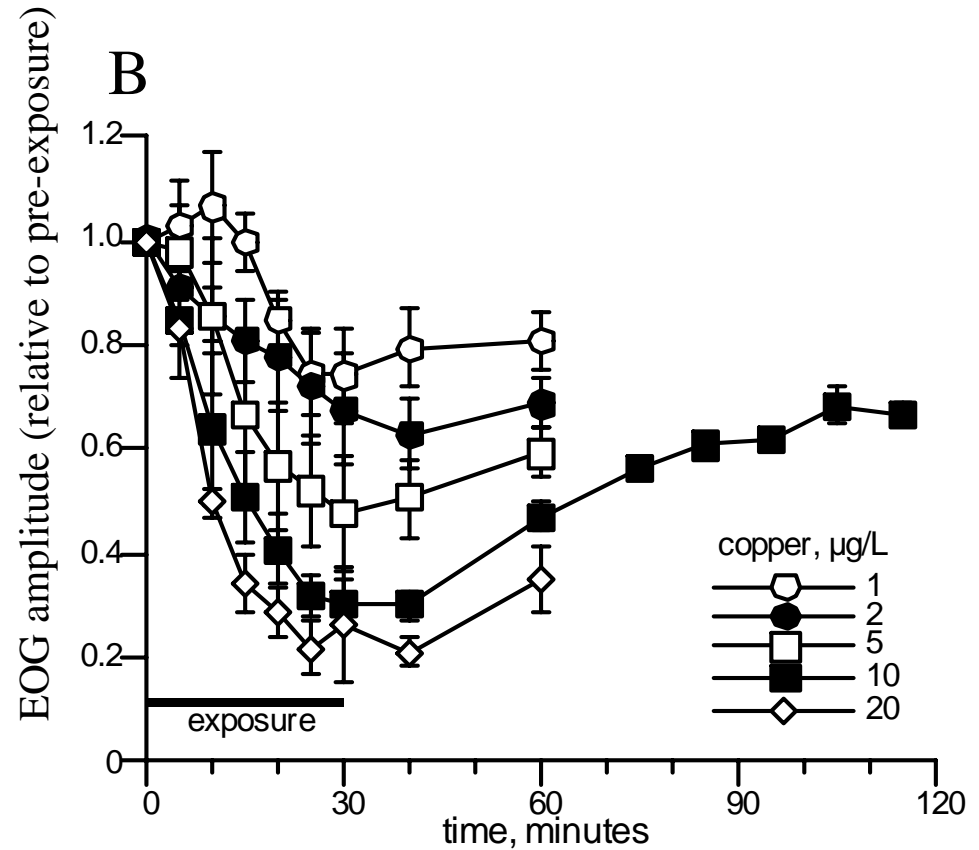 B
EOG amplitude (relative to pre-exposure)
1.2
1.0
0.8
0.6
0.4
0.2
0
exposure
copper, µg/L
1
2
5
10
20
0 30 60 90 120
time, minutes